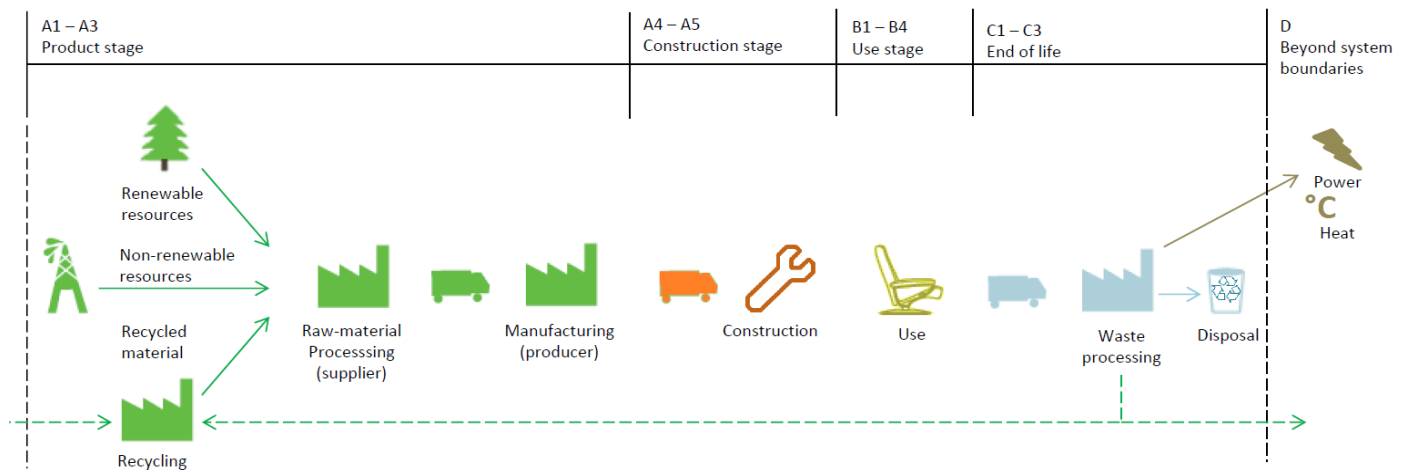 A1 – A3
Product stage
A4 – A5
Construction stage
B1 – B4
Use stage
C1 – C3
End of life
D
Beyond system
boundaries
Renewable
resources
Non-renewable
resources
Recycled
material
Raw-material
Processsing
(supplier)
Manufacturing
(producer)
Construction
Use
Waste
processing
Disposal
Power
°C
Heat
Recycling